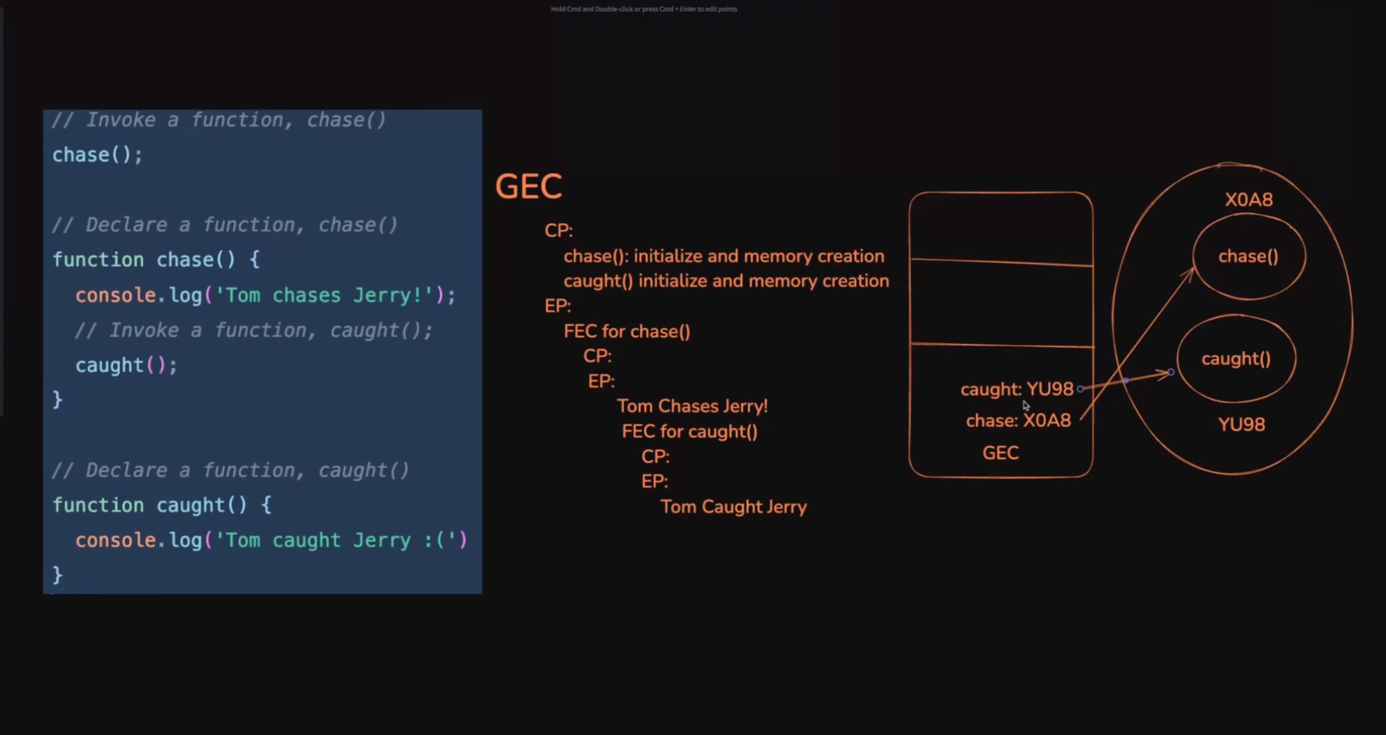 Hold Cmd and Double-click or press Cmd + Enter to edit points
// Invoke a function, chase()
chase();
// Declare a function, chase()
function chase() {
console.log('Tom chases Jerry!');
// Invoke a function, caught();
caught();
}
// Declare a function, caught()
function caught() {
console.log('Tom caught Jerry :(')
}
GEC
CP:
chase(): initialize and memory creation
caught() initialize and memory creation
EP:
FEC for chase()
CP:
EP:
Tom Chases Jerry!
FEC for caught()
CP:
EP:
Tom Caught Jerry
caught: YU98
chase: X0A8
GEC
X0A8
chase()
caught()
YU98